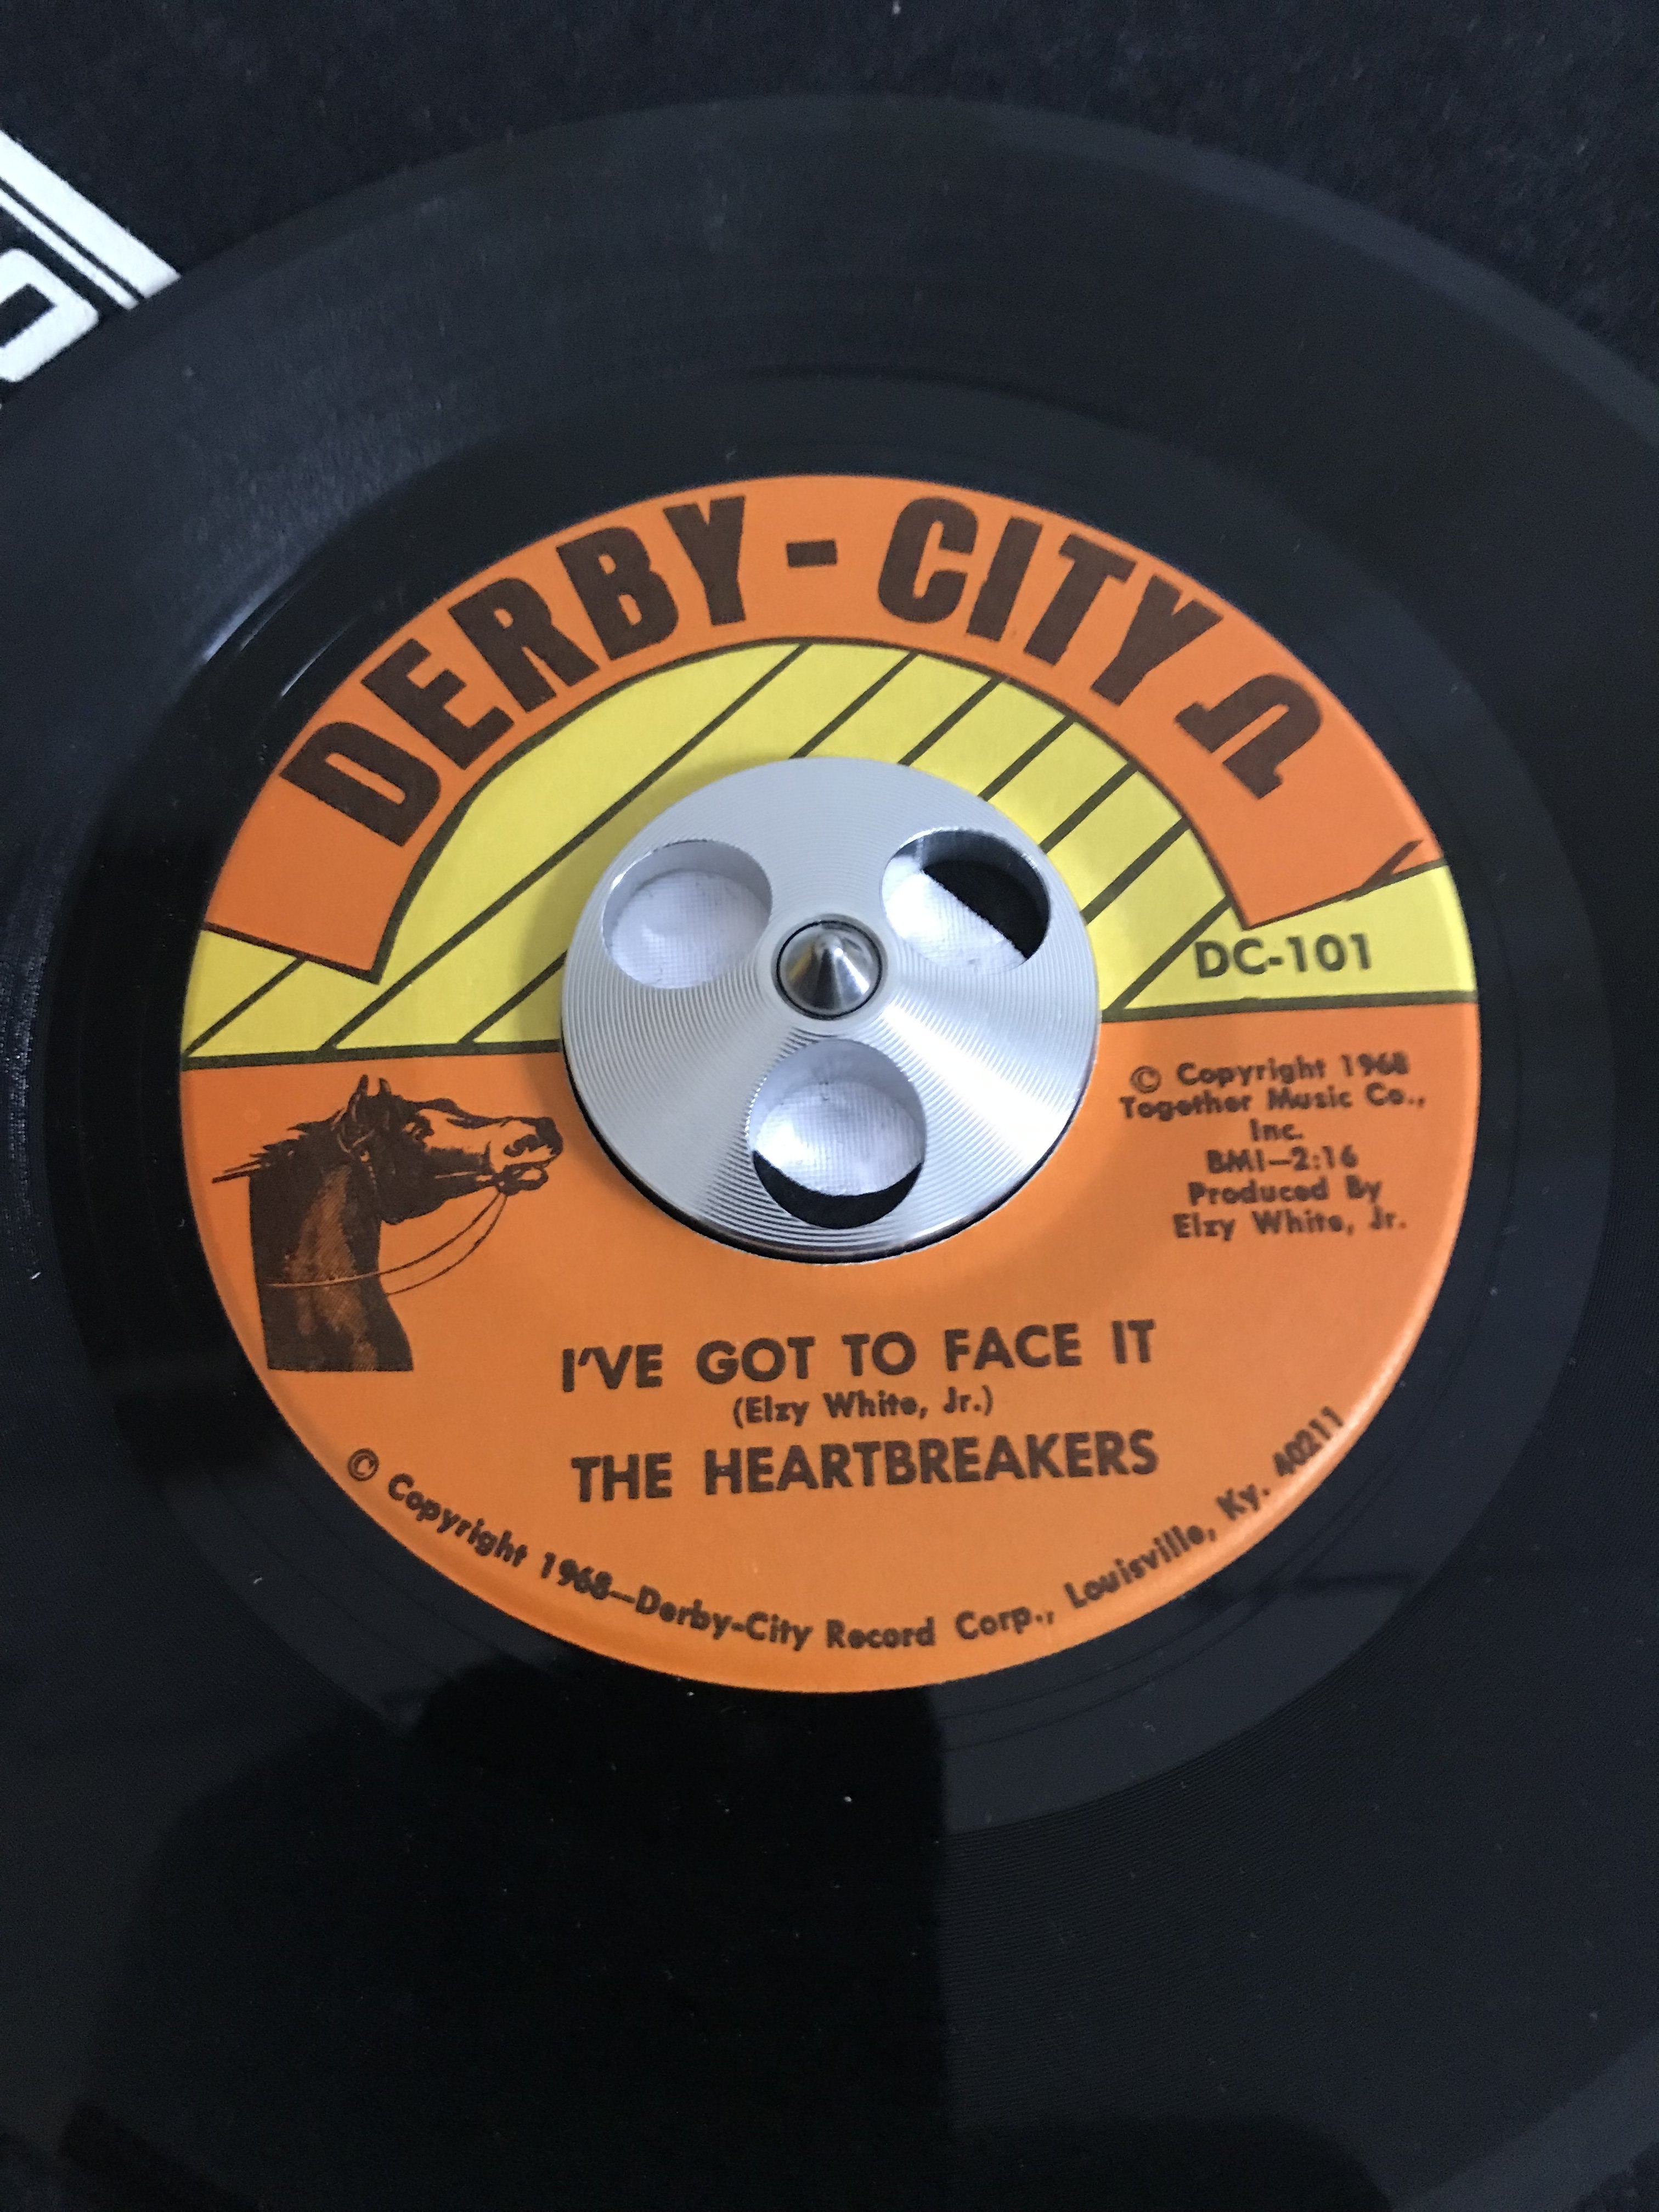 DERBY - CITY
DC-101
© Copyright 1968
Together Music Co.,
Inc.
BMI—2:16
Produced By
Elzy White, Jr.
I'VE GOT TO FACE IT
(Elzy White, Jr.)
THE HEARTBREAKERS
© Copyright 1968—Derby-City Record Corp., Louisville, Ky. 40211